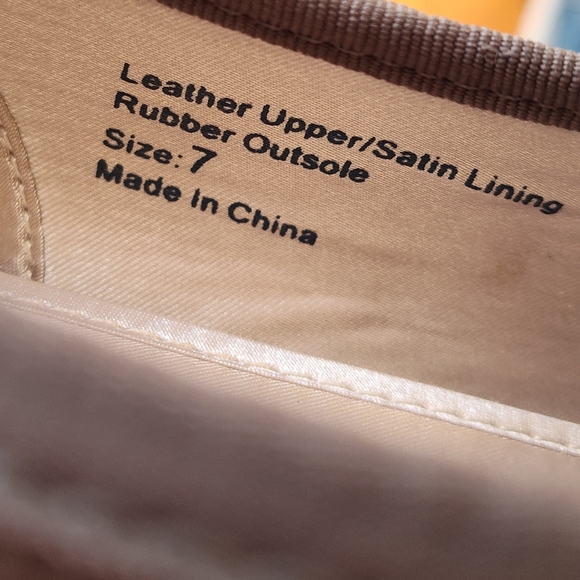 Leather Upper/Satin Lining
Rubber Outsole
Size: 7
Made In China